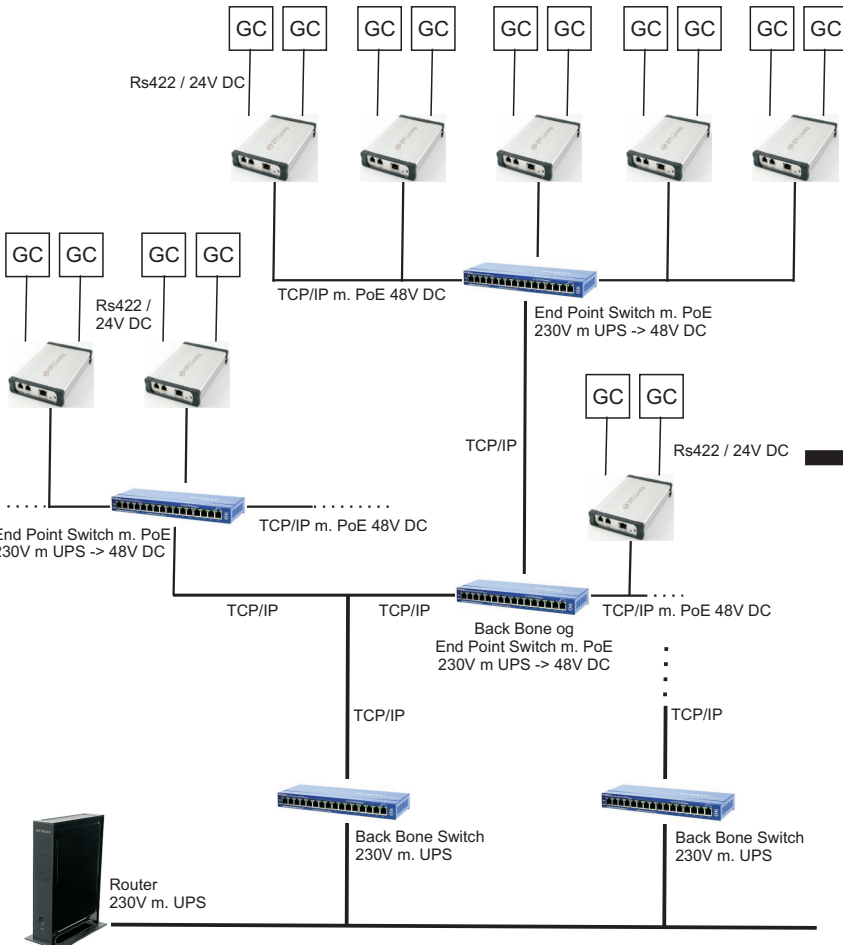 GC GC GC GC GC GC GC GC GC GC
Rs422 / 24V DC
GC GC GC GC
TCP/IP m. PoE 48V DC
Rs422 /
24V DC
End Point Switch m. PoE
230V m UPS -> 48V DC
GC GC
TCP/IP
Rs422 / 24V DC
TCP/IP m. PoE 48V DC
End Point Switch m. PoE
230V m UPS -> 48V DC
TCP/IP
TCP/IP
TCP/IP m. PoE 48V DC
Back Bone og
End Point Switch m. PoE
230V m UPS -> 48V DC
TCP/IP
TCP/IP
Back Bone Switch
230V m. UPS
Back Bone Switch
230V m. UPS
Router
230V m. UPS